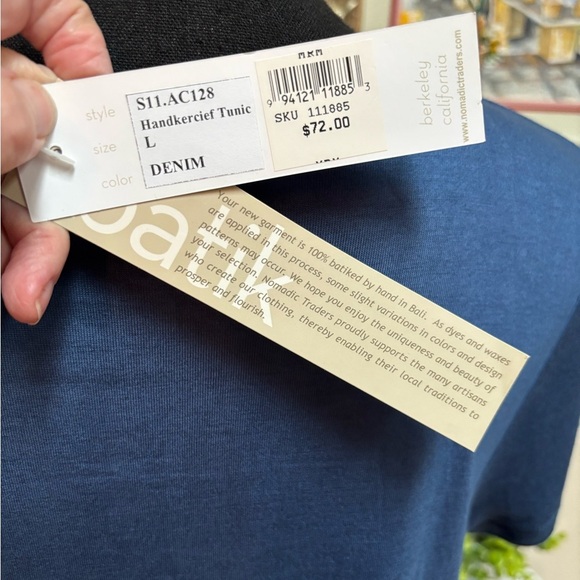 style S11.AC128
Handkercief Tunic
size L
color DENIM
MRM
9 94121 11885 3
SKU 111885
$72.00
berkeley
california
www.nomadictraders.com
batik
Your new garment is 100% batiked by hand in Bali. As dyes and waxes
are applied in this process, some slight variations in colors and design
patterns may occur. We hope you enjoy the uniqueness and beauty of
your selection. Nomadic Traders proudly supports the many artisans
who create our clothing, thereby enabling their local traditions to
prosper and flourish.